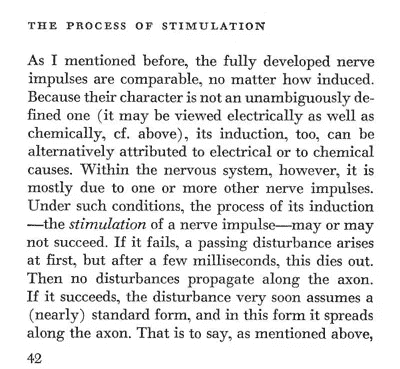 THE PROCESS OF STIMULATION
As I mentioned before, the fully developed nerve
impulses are comparable, no matter how induced.
Because their character is not an unambiguously de-
fined one (it may be viewed electrically as well as
chemically, cf. above), its induction, too, can be
alternatively attributed to electrical or to chemical
causes. Within the nervous system, however, it is
mostly due to one or more other nerve impulses.
Under such conditions, the process of its induction
—the stimulation of a nerve impulse—may or may
not succeed. If it fails, a passing disturbance arises
at first, but after a few milliseconds, this dies out.
Then no disturbances propagate along the axon.
If it succeeds, the disturbance very soon assumes a
(nearly) standard form, and in this form it spreads
along the axon. That is to say, as mentioned above,
42